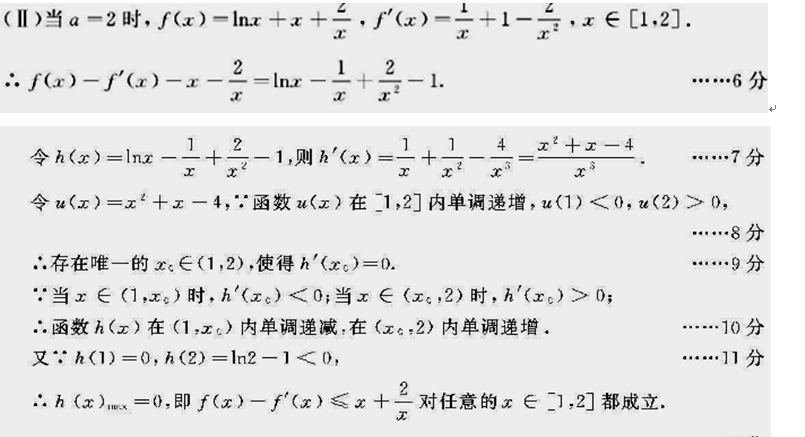 (Ⅱ)当 a=2 时, f(x)=lnx+x+2/x, f′(x)=1/x+1-2/x², x∈[1,2].
∴ f(x)-f′(x)-x-2/x=lnx-1/x+2/x²-1. ……6 分
令 h(x)=lnx-1/x+2/x²-1,则 h′(x)=1/x+1/x²-4/x³=(x²+x-4)/x³. ……7 分
令 u(x)=x²+x-4,∵函数 u(x) 在 [1,2] 内单调递增, u(1)<0, u(2)>0,
……8 分
∴存在唯一的 x₀∈(1,2),使得 h′(x₀)=0. ……9 分
∵当 x∈(1,x₀) 时, h′(x₀)<0;当 x∈(x₀,2) 时, h′(x₀)>0;
∴函数 h(x) 在 (1,x₀) 内单调递减,在 (x₀,2) 内单调递增. ……10 分
又∵ h(1)=0, h(2)=ln2-1<0, ……11 分
∴ h(x)max=0,即 f(x)-f′(x)≤x+2/x 对任意的 x∈[1,2] 都成立.